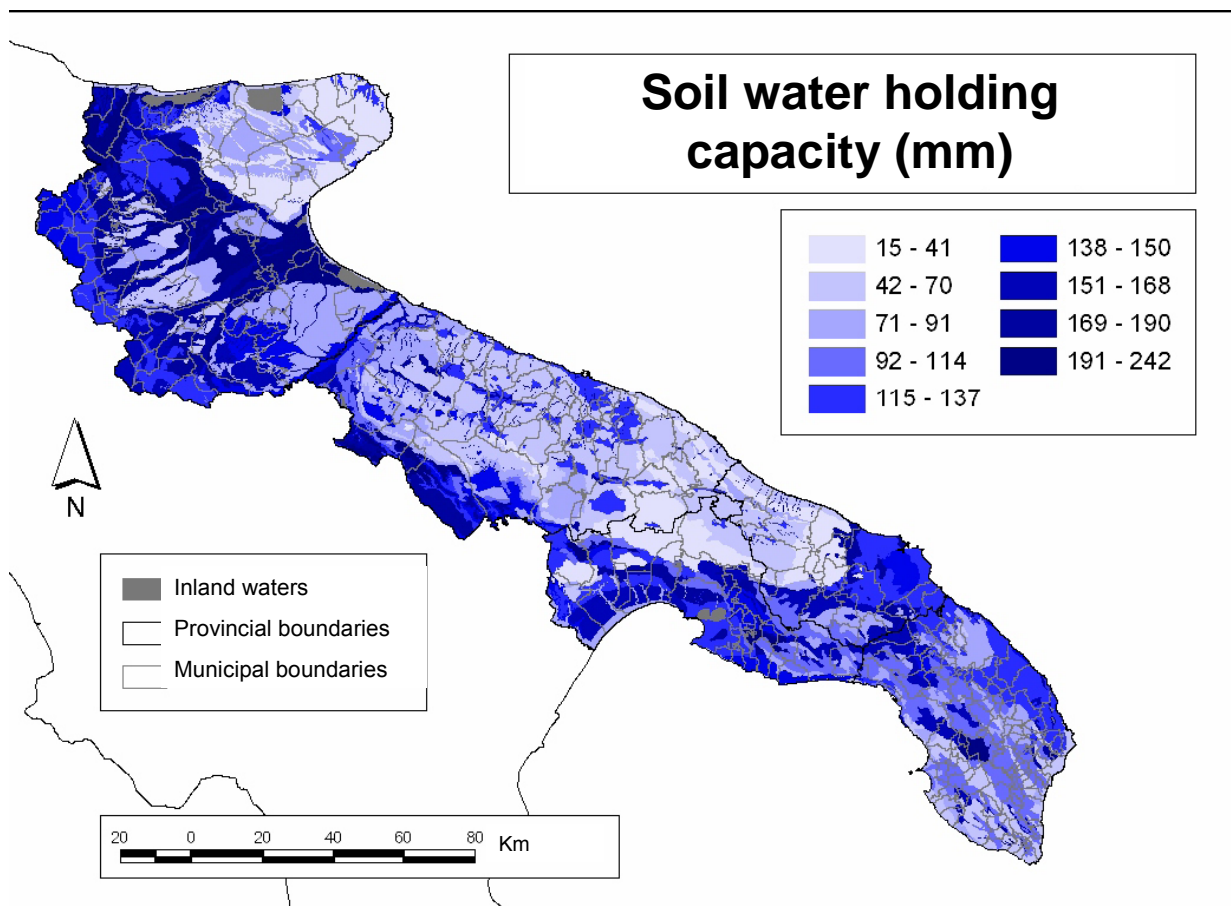 Soil water holding
capacity (mm)
15 - 41
42 - 70
71 - 91
92 - 114
115 - 137
138 - 150
151 - 168
169 - 190
191 - 242
N
Inland waters
Provincial boundaries
Municipal boundaries
20 0 20 40 60 80 Km